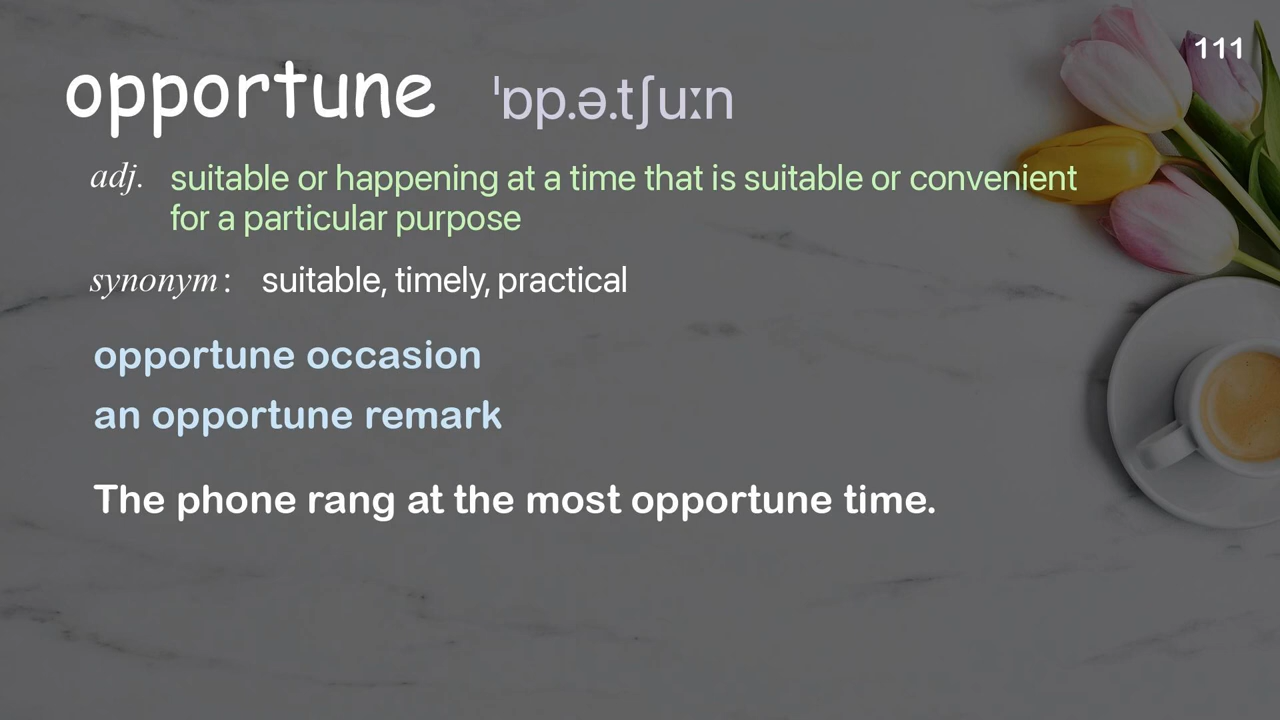 111
opportune ˈɒp.ə.tʃuːn
adj. suitable or happening at a time that is suitable or convenient
for a particular purpose
synonym: suitable, timely, practical
opportune occasion
an opportune remark
The phone rang at the most opportune time.